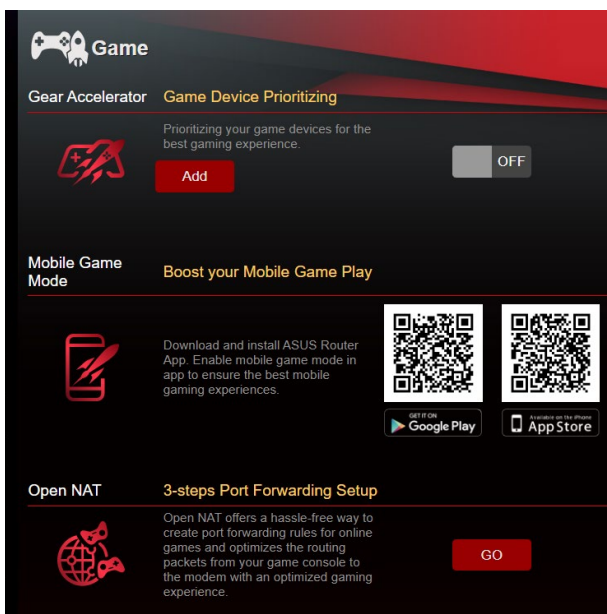 Game
Gear Accelerator
Game Device Prioritizing
Prioritizing your game devices for the
best gaming experience.
Add
OFF
Mobile Game
Mode
Boost your Mobile Game Play
Download and install ASUS Router
App. Enable mobile game mode in
app to ensure the best mobile
gaming experiences.
GET IT ON
Google Play
Available on the iPhone
App Store
Open NAT
3-steps Port Forwarding Setup
Open NAT offers a hassle-free way to
create port forwarding rules for online
games and optimizes the routing
packets from your game console to
the modem with an optimized gaming
experience.
GO